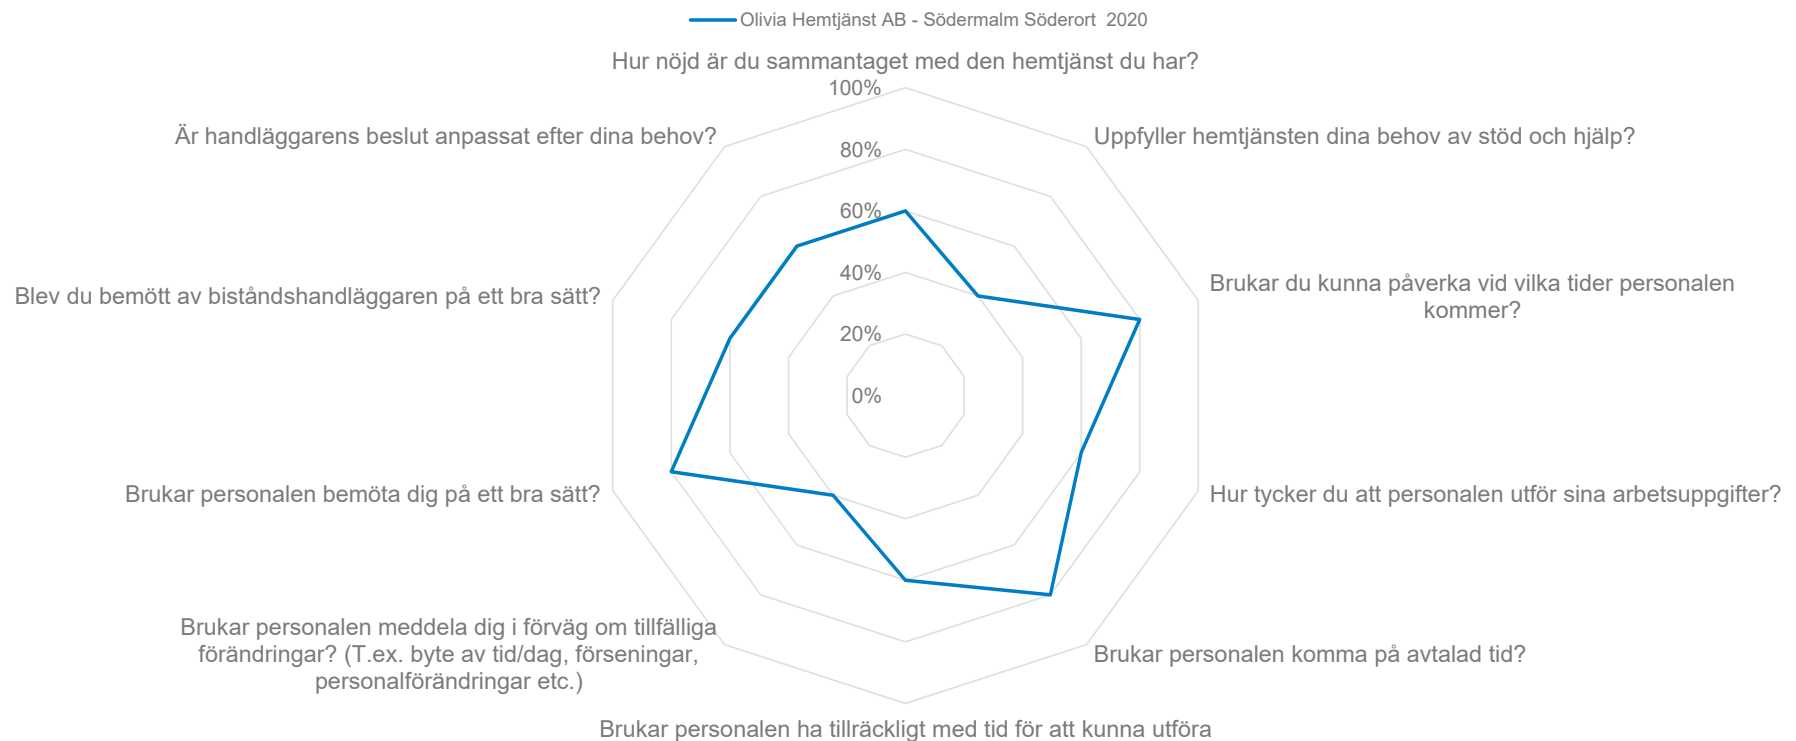 Olivia Hemtjänst AB - Södermalm Söderort  2020
Hur nöjd är du sammantaget med den hemtjänst du har?
100%
Är handläggarens beslut anpassat efter dina behov?
Uppfyller hemtjänsten dina behov av stöd och hjälp?
80%
60%
40%
Brukar du kunna påverka vid vilka tider personalen
kommer?
Blev du bemött av biståndshandläggaren på ett bra sätt?
20%
0%
Brukar personalen bemöta dig på ett bra sätt?
Hur tycker du att personalen utför sina arbetsuppgifter?
Brukar personalen meddela dig i förväg om tillfälliga
förändringar? (T.ex. byte av tid/dag, förseningar,
personalförändringar etc.)
Brukar personalen komma på avtalad tid?
Brukar personalen ha tillräckligt med tid för att kunna utföra